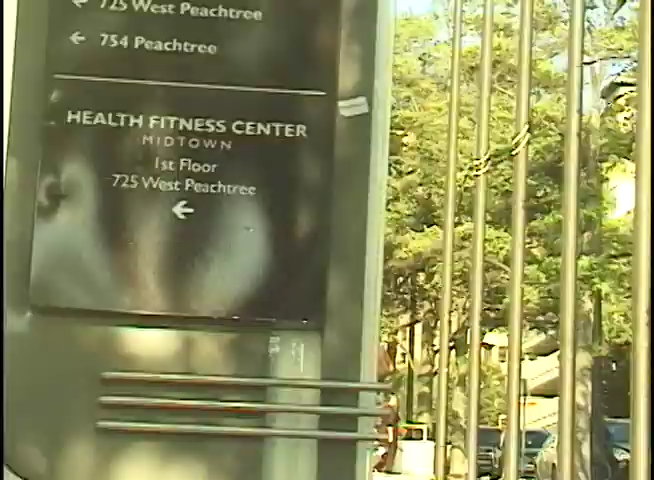 ← 725 West Peachtree
← 754 Peachtree
HEALTH FITNESS CENTER
MIDTOWN
1st Floor
725 West Peachtree
←